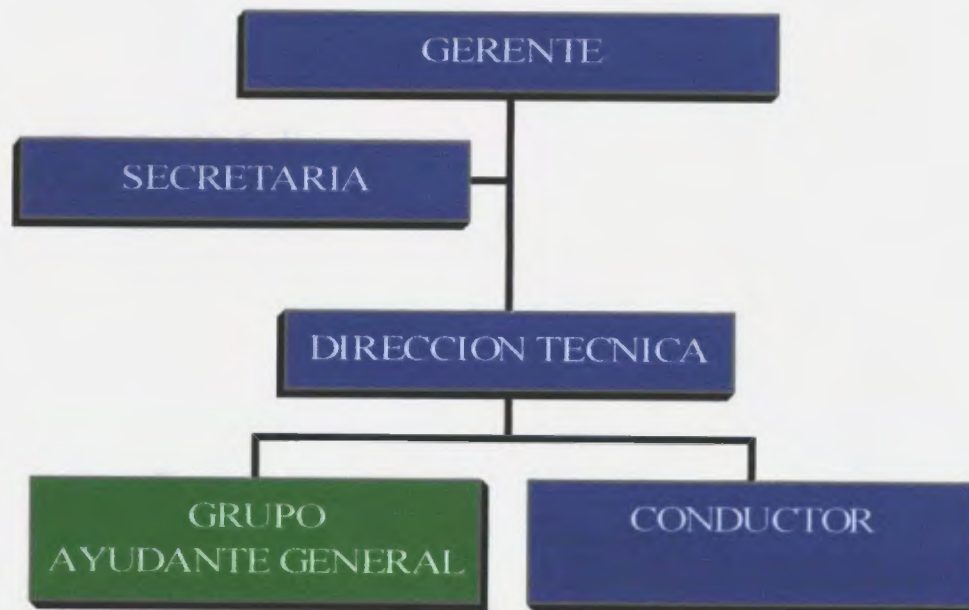 GERENTE
SECRETARIA
DIRECCION TECNICA
GRUPO
AYUDANTE GENERAL
CONDUCTOR